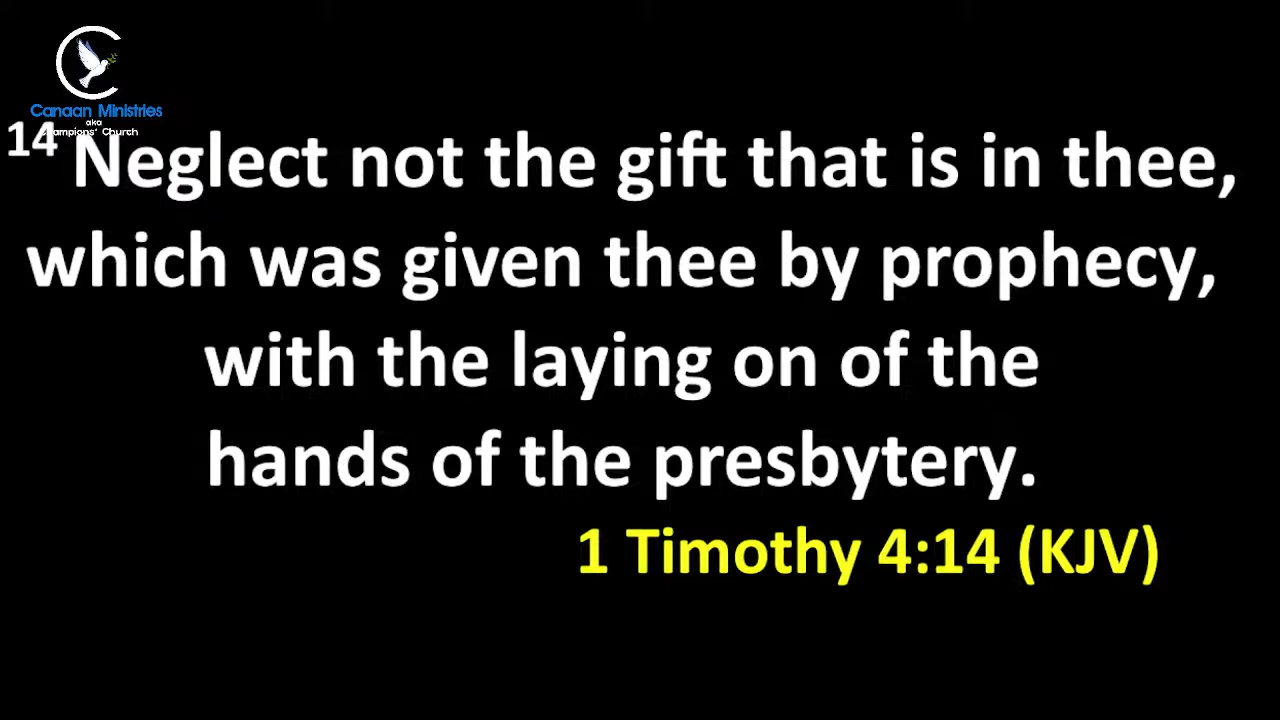 Canaan Ministries
aka
Champions' Church
14 Neglect not the gift that is in thee,
which was given thee by prophecy,
with the laying on of the
hands of the presbytery.
1 Timothy 4:14 (KJV)